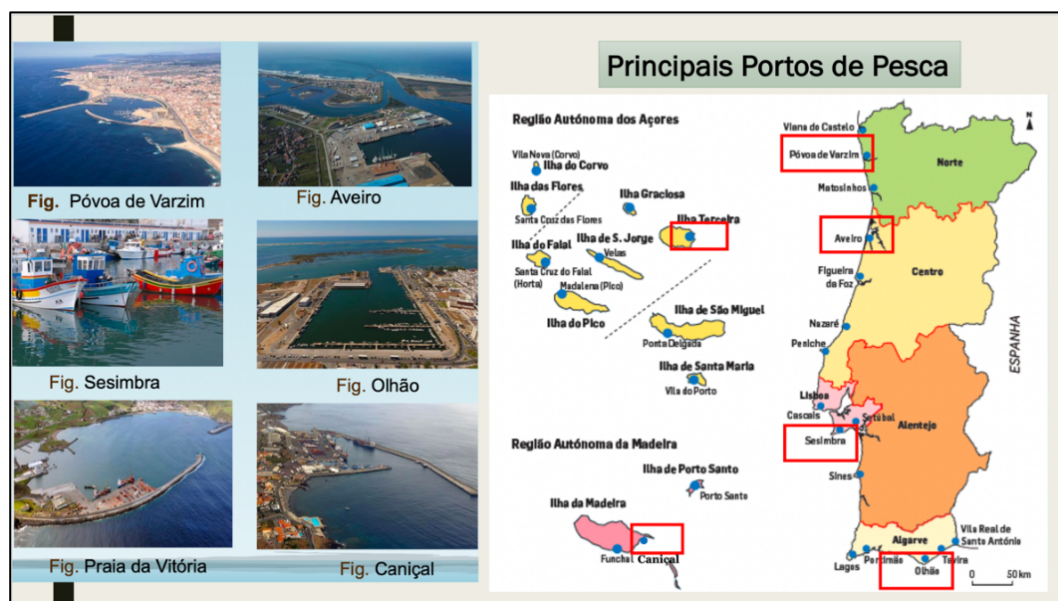 Principais Portos de Pesca
Fig. Póvoa de Varzim
Fig. Aveiro
Fig. Sesimbra
Fig. Olhão
Fig. Praia da Vitória
Fig. Caniçal
Região Autónoma dos Açores
Vila Nova (Corvo)
Ilha do Corvo
Ilha das Flores
Santa Cruz das Flores
Ilha Graciosa
Ilha Terceira
Ilha do Faial
Santa Cruz do Faial
(Horta)
Ilha de S. Jorge
Velas
Madalena (Pico)
Ilha do Pico
Ilha de São Miguel
Ponta Delgada
Ilha de Santa Maria
Vila do Porto
Região Autónoma da Madeira
Ilha de Porto Santo
Porto Santo
Ilha da Madeira
Funchal
Caniçal
N
Viana do Castelo
Póvoa de Varzim
Norte
Matosinhos
Aveiro
Centro
Figueira
da Foz
Nazaré
Peniche
ESPANHA
Lisboa
Cascais
Setúbal
Sesimbra
Alentejo
Sines
Algarve
Vila Real de
Santo António
Lagos
Portimão
Olhão
Tavira
0 50 km